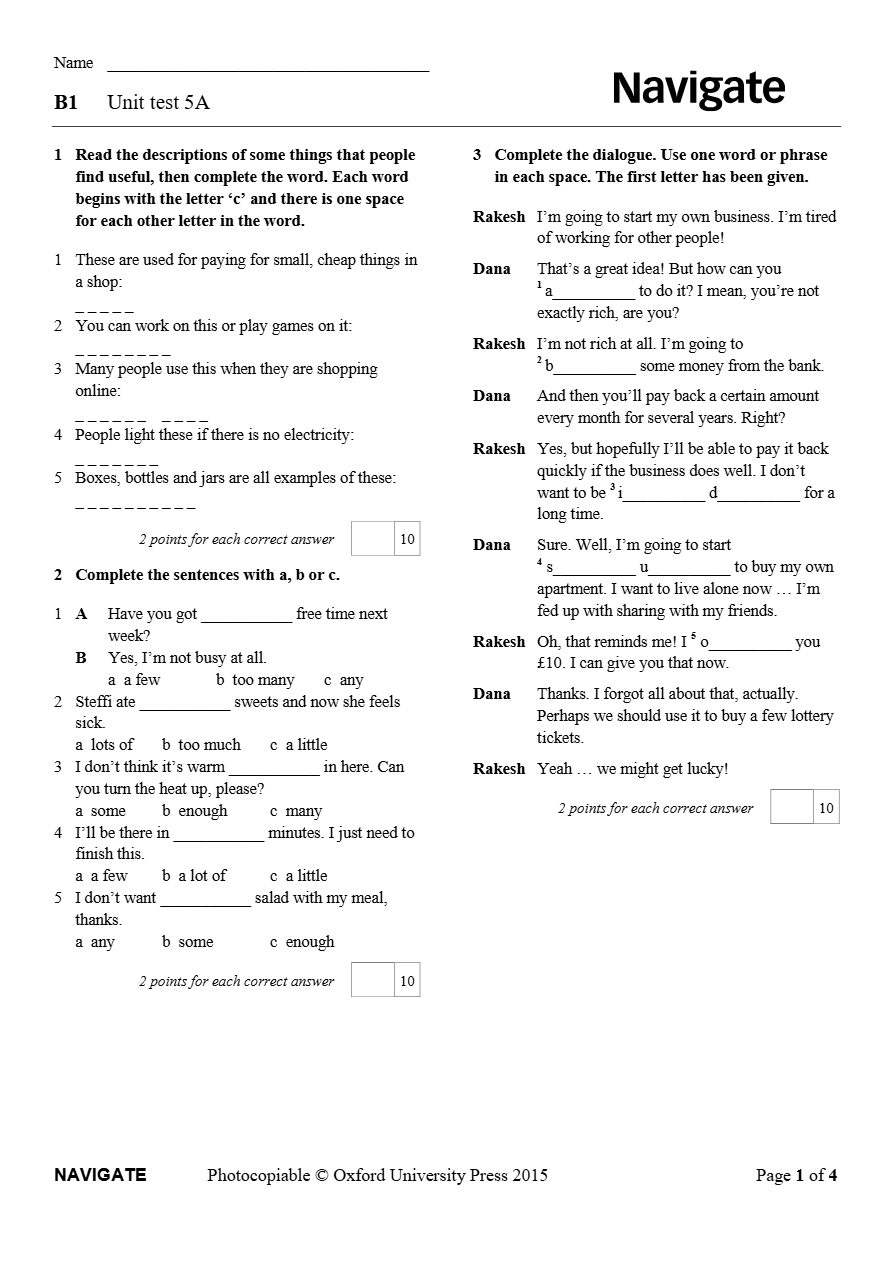 Name ______________________________________
Navigate
B1 Unit test 5A
1 Read the descriptions of some things that people
find useful, then complete the word. Each word
begins with the letter ‘c’ and there is one space
for each other letter in the word.
1 These are used for paying for small, cheap things in
a shop:
_ _ _ _ _
2 You can work on this or play games on it:
_ _ _ _ _ _ _ _
3 Many people use this when they are shopping
online:
_ _ _ _ _ _ _ _ _ _
4 People light these if there is no electricity:
_ _ _ _ _ _ _
5 Boxes, bottles and jars are all examples of these:
_ _ _ _ _ _ _ _ _ _
2 points for each correct answer 10
2 Complete the sentences with a, b or c.
1 A Have you got ___________ free time next
week?
B Yes, I’m not busy at all.
a a few b too many c any
2 Steffi ate ___________ sweets and now she feels
sick.
a lots of b too much c a little
3 I don’t think it’s warm ___________ in here. Can
you turn the heat up, please?
a some b enough c many
4 I’ll be there in ___________ minutes. I just need to
finish this.
a a few b a lot of c a little
5 I don’t want ___________ salad with my meal,
thanks.
a any b some c enough
2 points for each correct answer 10
3 Complete the dialogue. Use one word or phrase
in each space. The first letter has been given.
Rakesh I’m going to start my own business. I’m tired
of working for other people!
Dana That’s a great idea! But how can you
1 a__________ to do it? I mean, you’re not
exactly rich, are you?
Rakesh I’m not rich at all. I’m going to
2 b__________ some money from the bank.
Dana And then you’ll pay back a certain amount
every month for several years. Right?
Rakesh Yes, but hopefully I’ll be able to pay it back
quickly if the business does well. I don’t
want to be 3 i__________ d__________ for a
long time.
Dana Sure. Well, I’m going to start
4 s__________ u__________ to buy my own
apartment. I want to live alone now … I’m
fed up with sharing with my friends.
Rakesh Oh, that reminds me! I 5 o__________ you
£10. I can give you that now.
Dana Thanks. I forgot all about that, actually.
Perhaps we should use it to buy a few lottery
tickets.
Rakesh Yeah … we might get lucky!
2 points for each correct answer 10
NAVIGATE Photocopiable © Oxford University Press 2015 Page 1 of 4